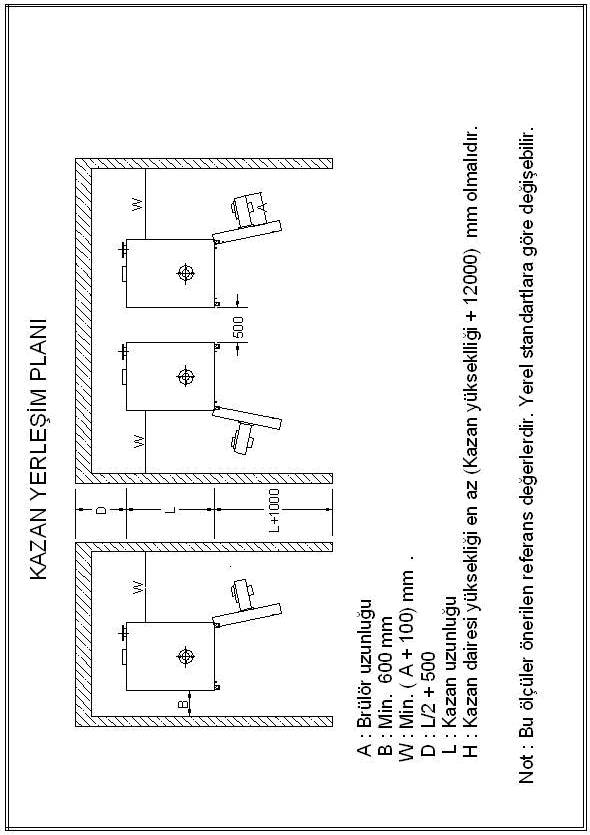 KAZAN YERLEŞİM PLANI
B
W
D
L
L+1000
W
500
W
A
A : Brülör uzunluğu
B : Min. 600 mm
W : Min. ( A + 100) mm .
D : L/2 + 500
L : Kazan uzunluğu
H : Kazan dairesi yüksekliği en az (Kazan yükseklliği + 12000) mm olmalıdır.
Not : Bu ölçüler önerilen referans değerlerdir. Yerel standartlara göre değişebilir.